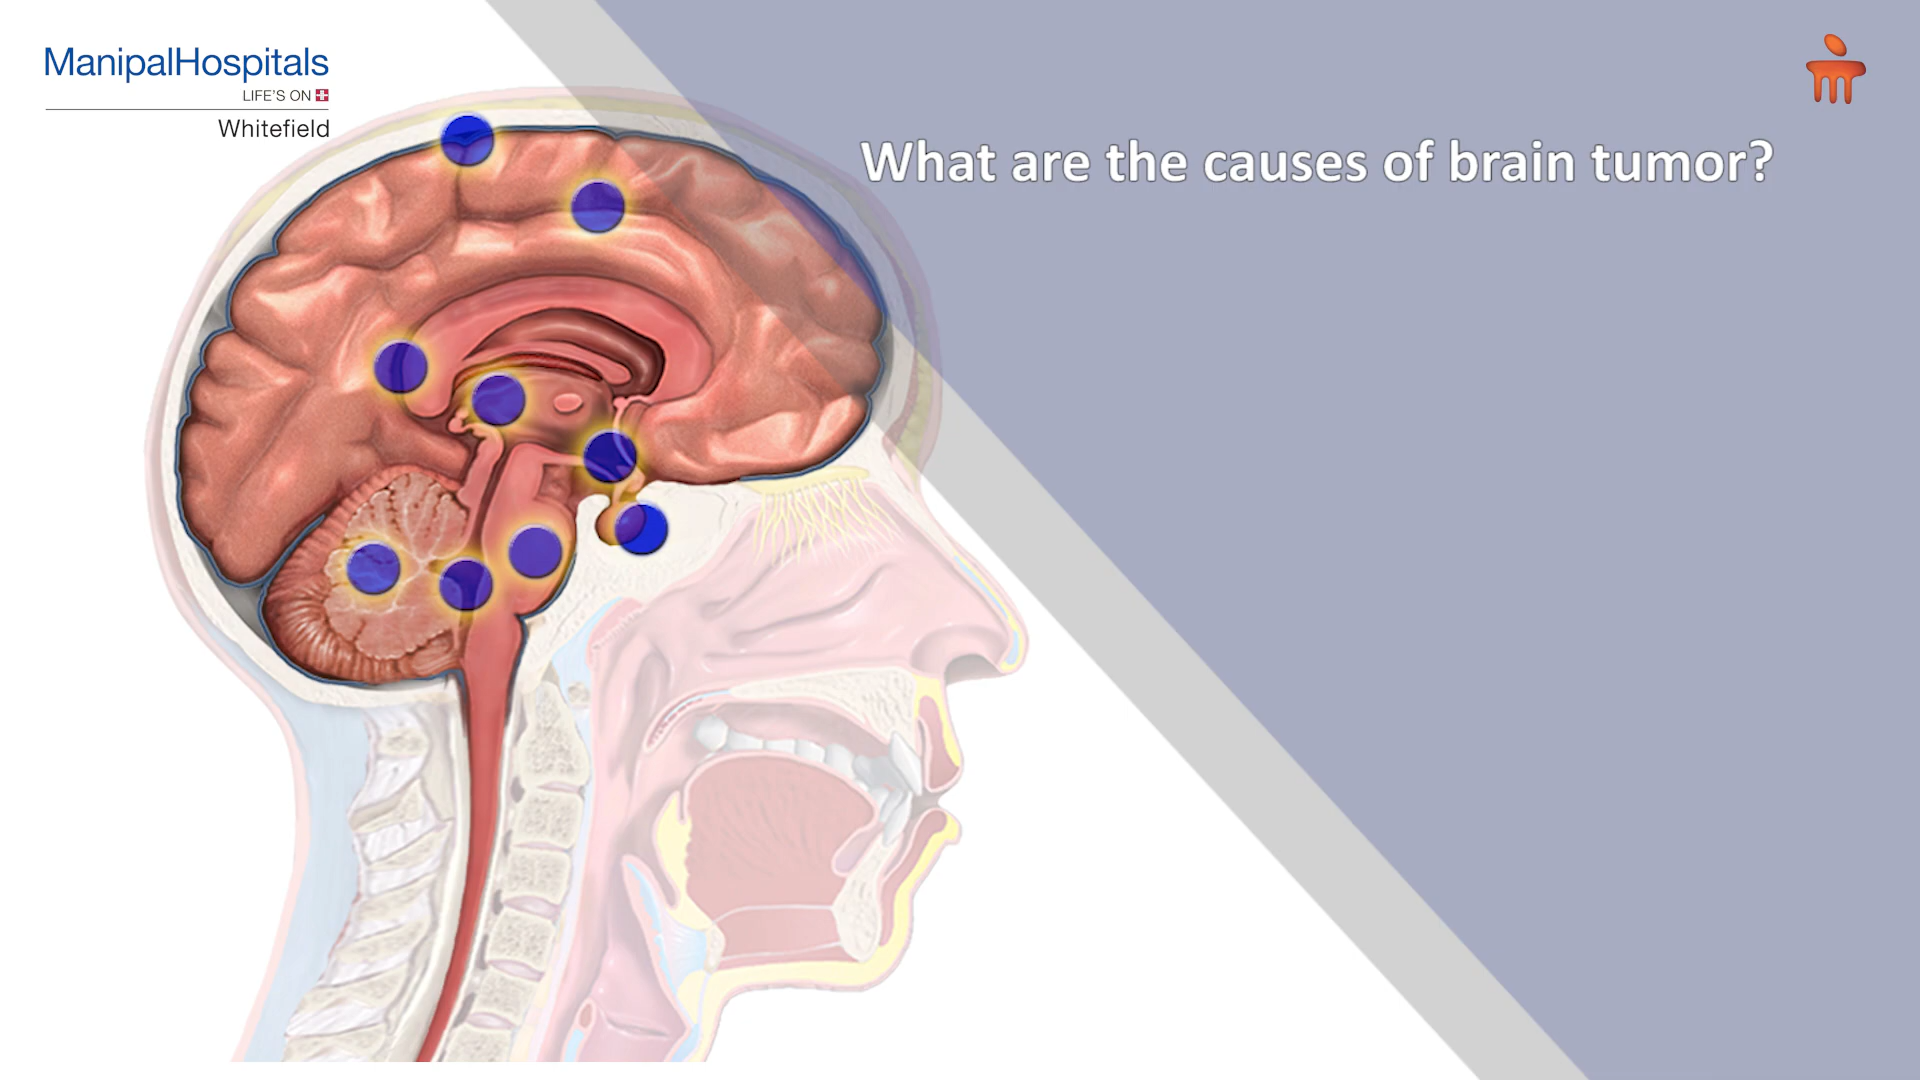 ManipalHospitals
LIFE'S ON
Whitefield
What are the causes of brain tumor?